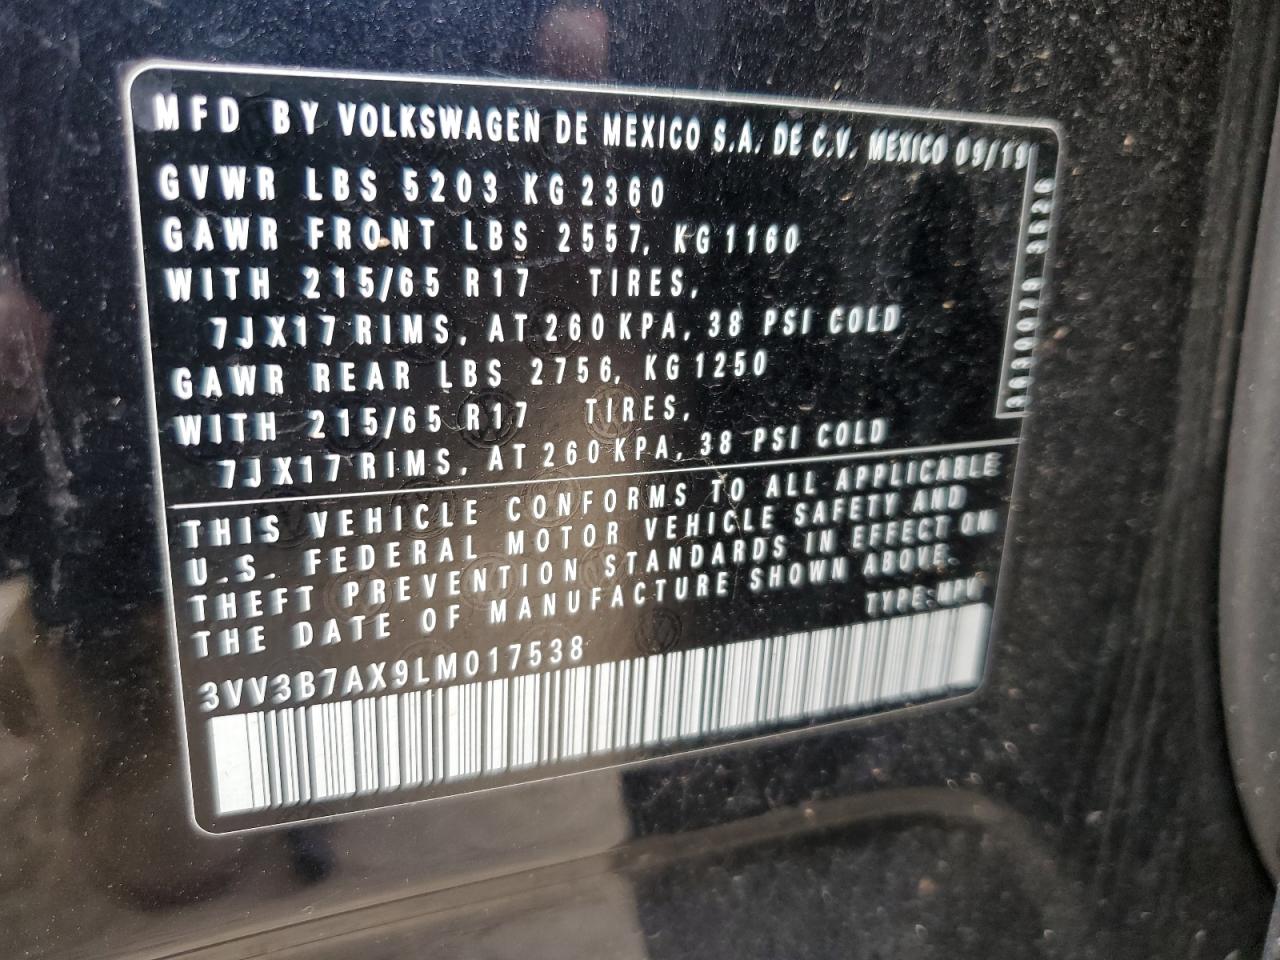 MFD BY VOLKSWAGEN DE MEXICO S.A. DE C.V. MEXICO 09/19
GVWR LBS 5203 KG 2360
GAWR FRONT LBS 2557, KG 1160
WITH 215/65 R17 TIRES,
7JX17 RIMS, AT 260 KPA, 38 PSI COLD
GAWR REAR LBS 2756, KG 1250
WITH 215/65 R17 TIRES,
7JX17 RIMS, AT 260 KPA, 38 PSI COLD
THIS VEHICLE CONFORMS TO ALL APPLICABLE
U.S. FEDERAL MOTOR VEHICLE SAFETY AND
THEFT PREVENTION STANDARDS IN EFFECT ON
THE DATE OF MANUFACTURE SHOWN ABOVE.
TYPE: MPV
3VV3B7AX9LM017538